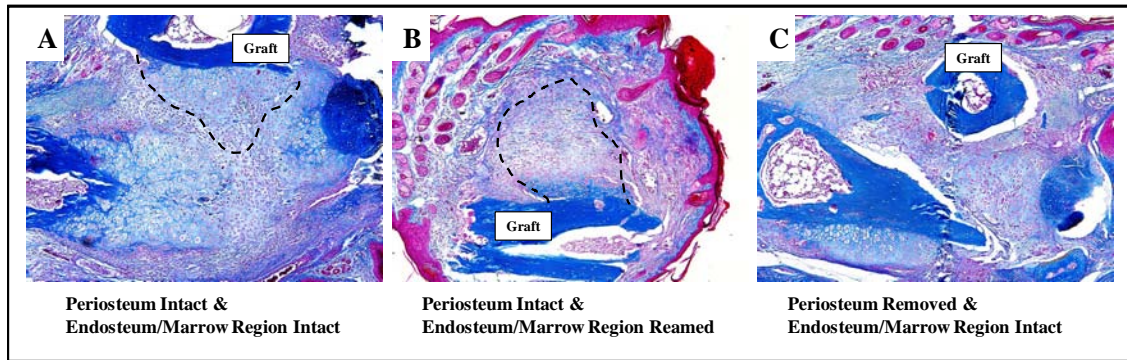 A
Graft
B
Graft
C
Graft
Periosteum Intact &
Endosteum/Marrow Region Intact
Periosteum Intact &
Endosteum/Marrow Region Reamed
Periosteum Removed &
Endosteum/Marrow Region Intact